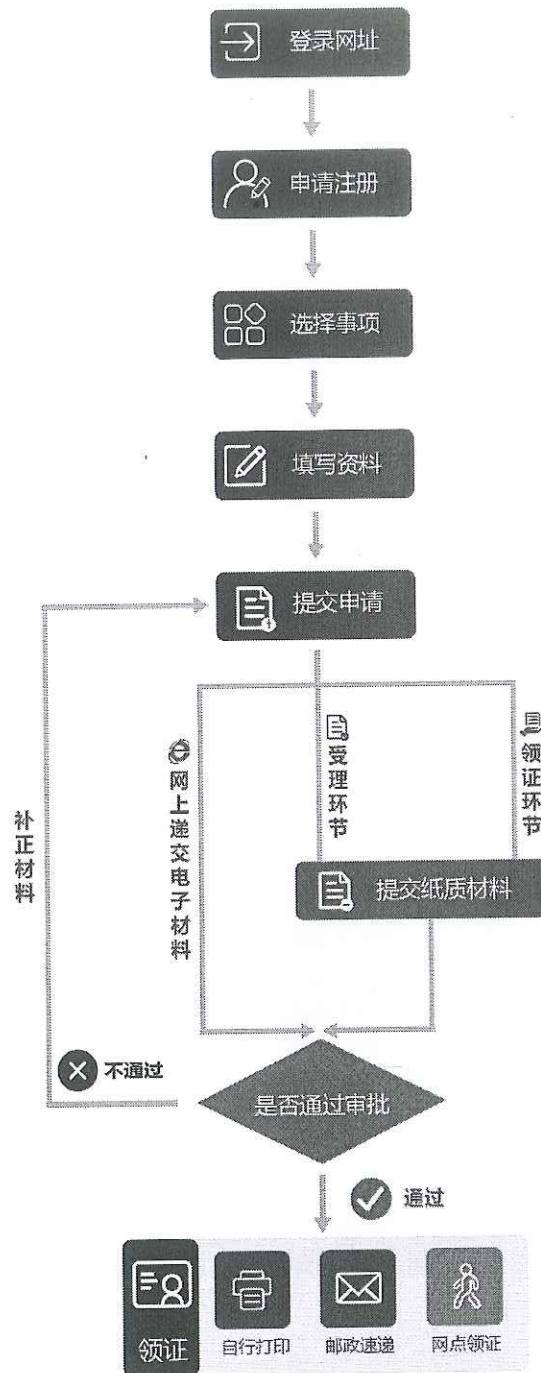 登录网址
申请注册
选择事项
填写资料
提交申请
网上递交电子材料
受理环节
领证环节
补正材料
提交纸质材料
不通过
是否通过审批
通过
领证
自行打印
邮政速递
网点领证